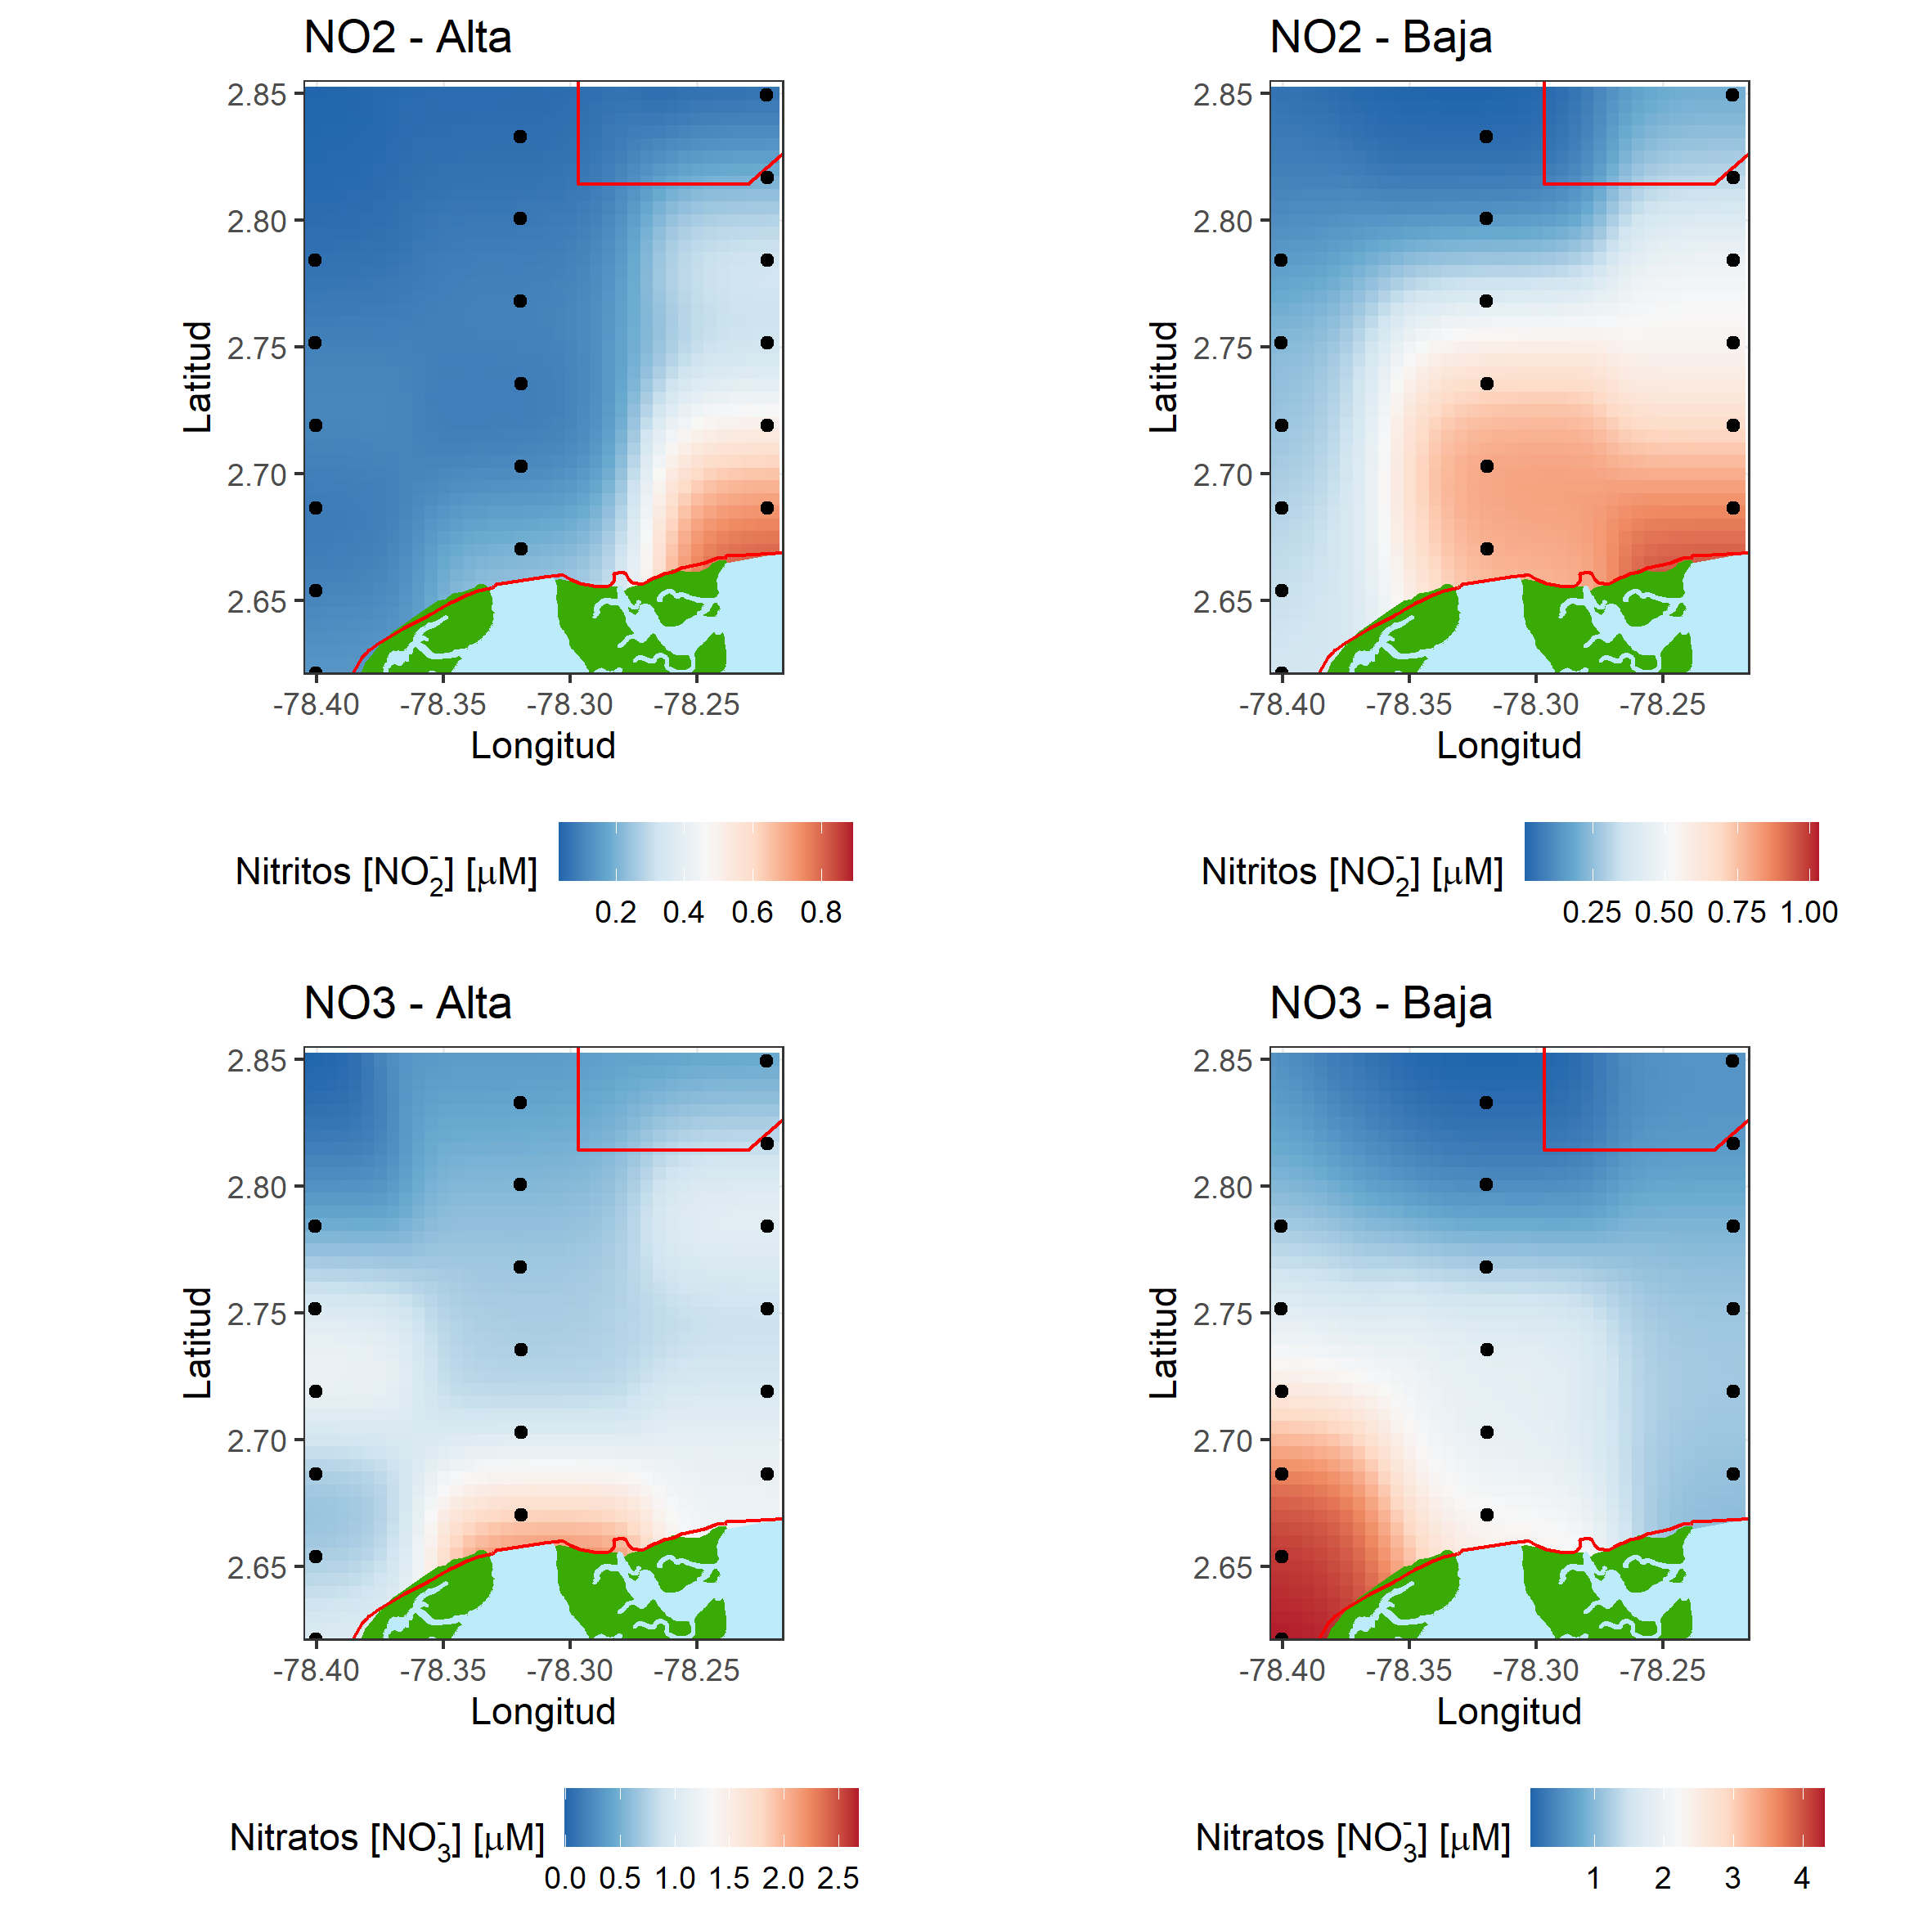 NO2 - Alta
2.85
2.80
2.75
2.70
2.65
Latitud
-78.40 -78.35 -78.30 -78.25
Longitud
Nitritos [NO2-] [μM]
0.2 0.4 0.6 0.8
NO2 - Baja
2.85
2.80
2.75
2.70
2.65
Latitud
-78.40 -78.35 -78.30 -78.25
Longitud
Nitritos [NO2-] [μM]
0.25 0.50 0.75 1.00
NO3 - Alta
2.85
2.80
2.75
2.70
2.65
Latitud
-78.40 -78.35 -78.30 -78.25
Longitud
Nitratos [NO3-] [μM]
0.0 0.5 1.0 1.5 2.0 2.5
NO3 - Baja
2.85
2.80
2.75
2.70
2.65
Latitud
-78.40 -78.35 -78.30 -78.25
Longitud
Nitratos [NO3-] [μM]
1 2 3 4